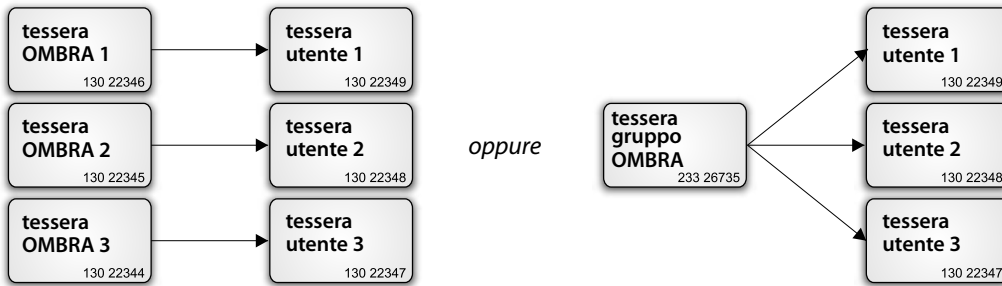 tessera
OMBRA 1
130 22346
tessera
utente 1
130 22349
tessera
OMBRA 2
130 22345
tessera
utente 2
130 22348
tessera
OMBRA 3
130 22344
tessera
utente 3
130 22347
oppure
tessera
gruppo
OMBRA
233 26735
tessera
utente 1
130 22349
tessera
utente 2
130 22348
tessera
utente 3
130 22347